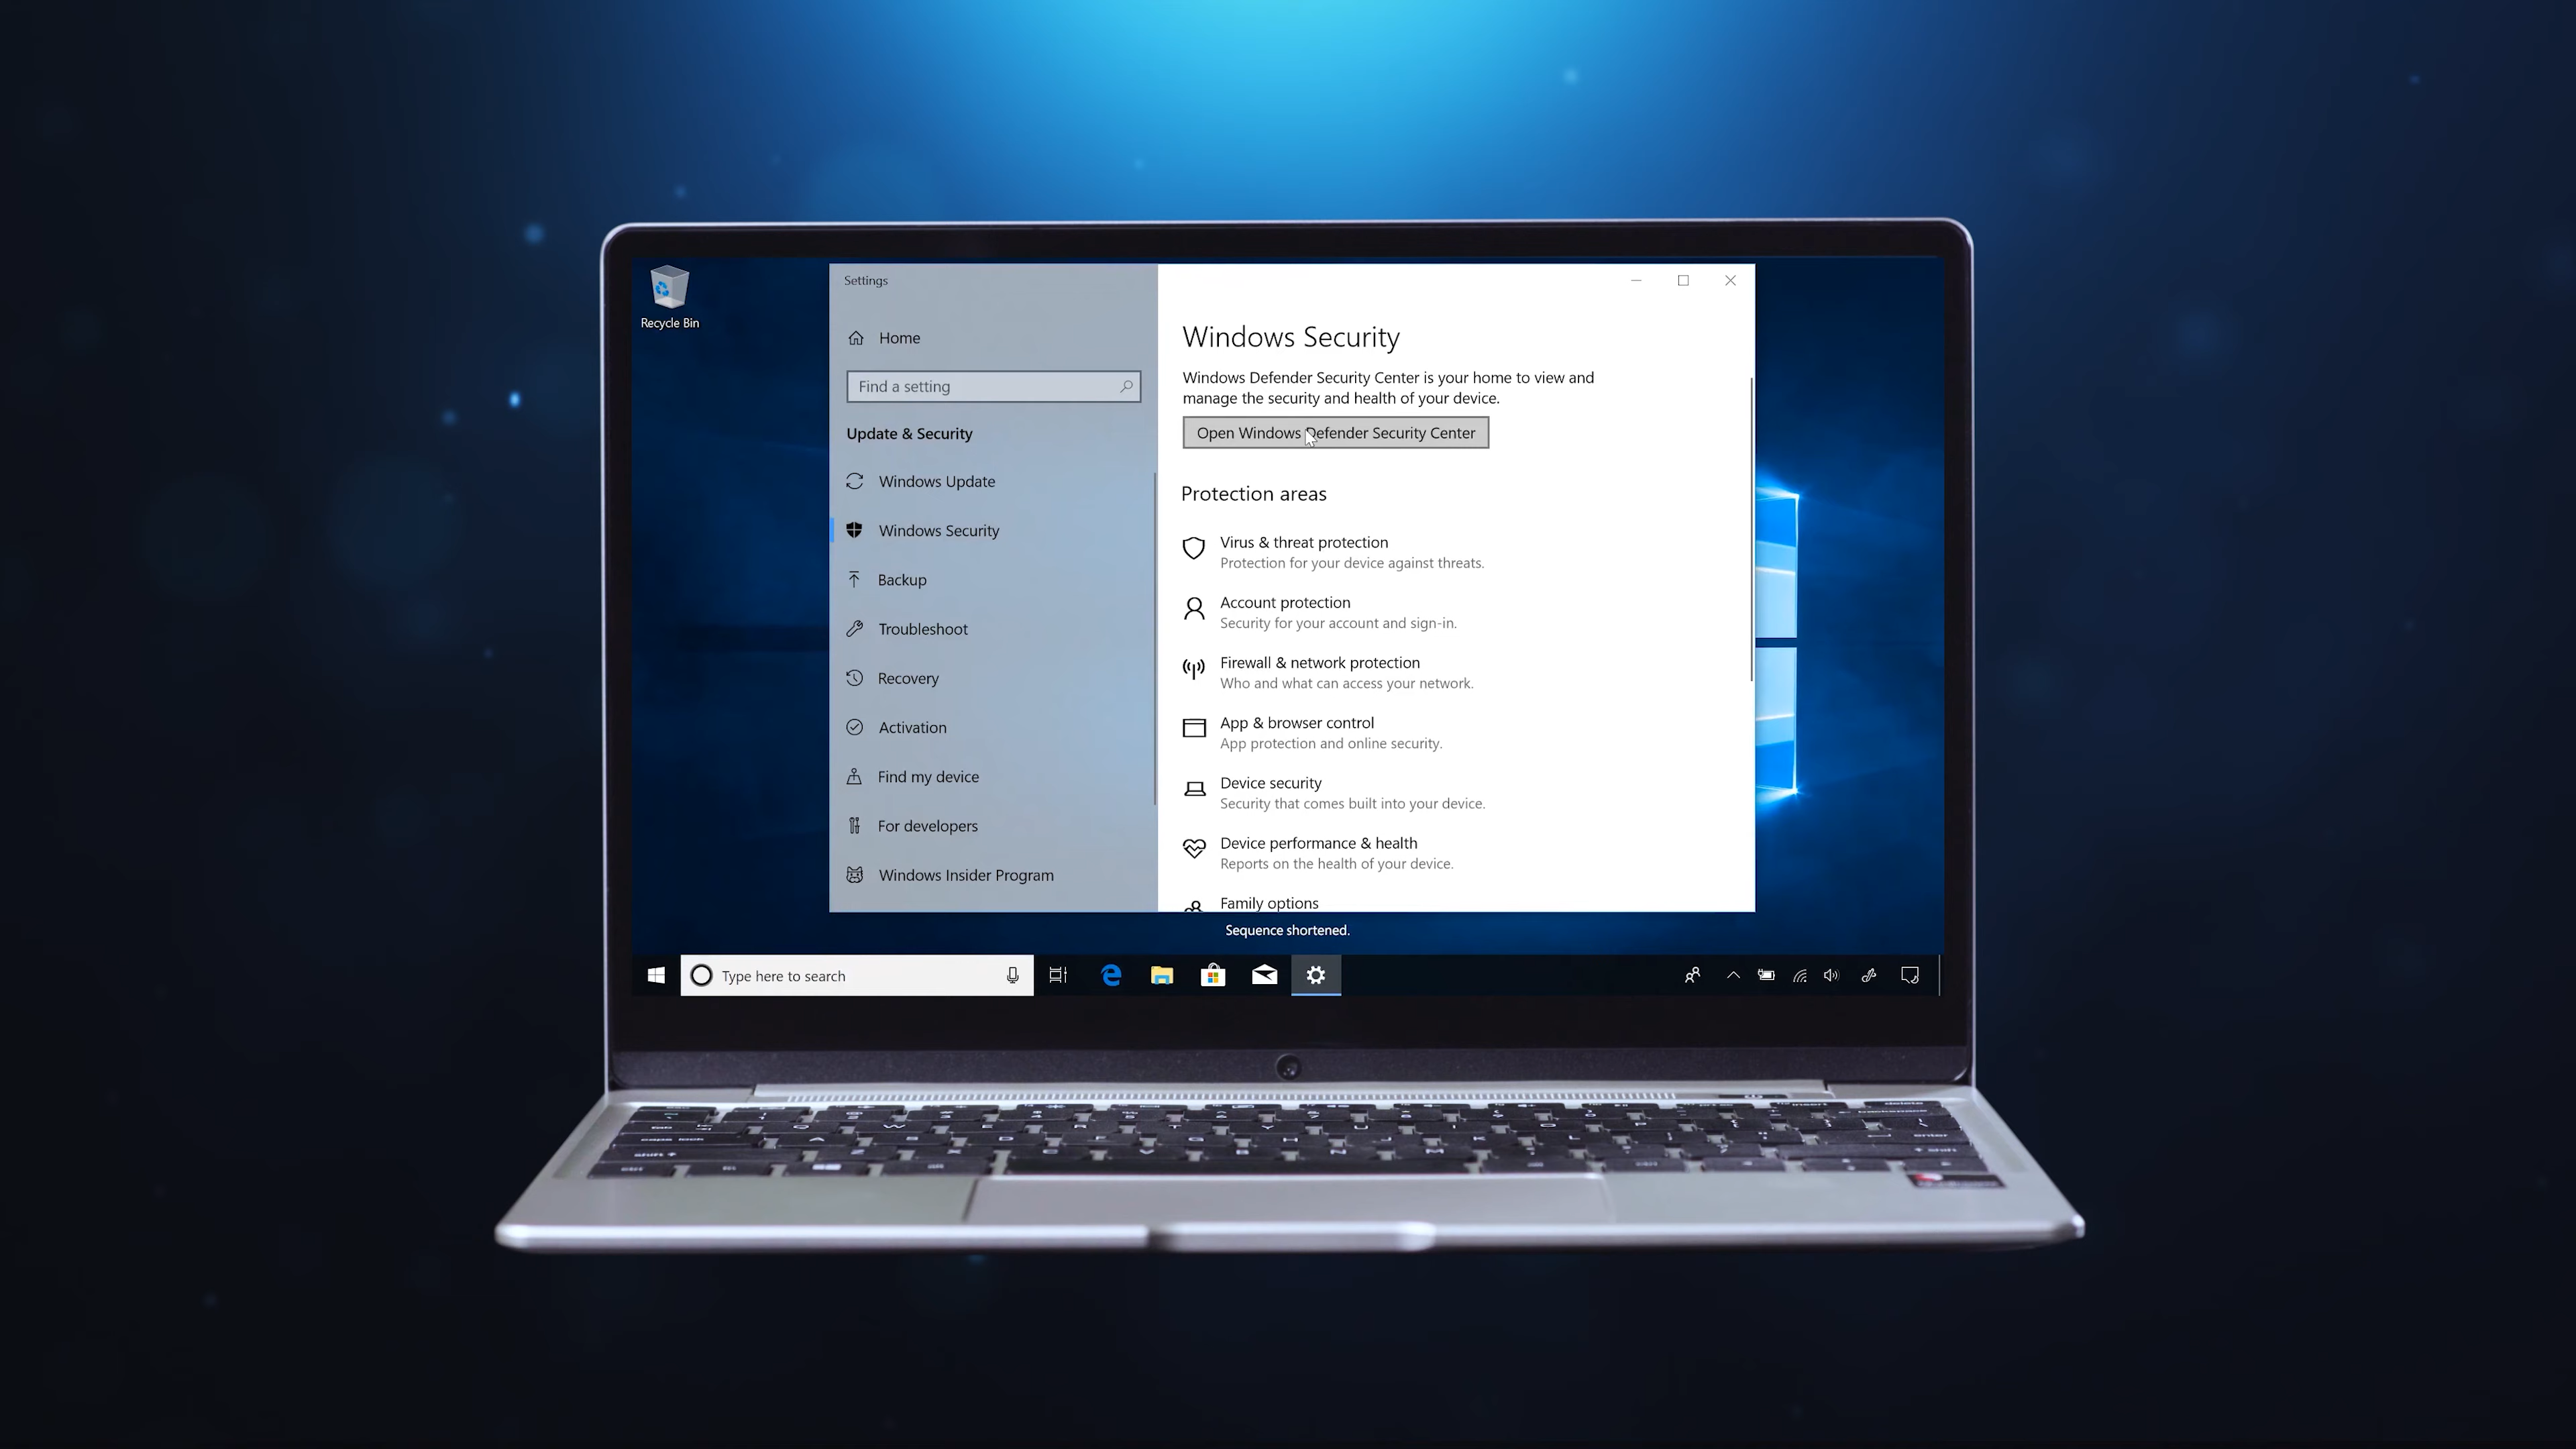 Recycle Bin
Settings
Home
Find a setting
Update & Security
Windows Update
Windows Security
Backup
Troubleshoot
Recovery
Activation
Find my device
For developers
Windows Insider Program
Windows Security
Windows Defender Security Center is your home to view and
manage the security and health of your device.
Open Windows Defender Security Center
Protection areas
Virus & threat protection
Protection for your device against threats.
Account protection
Security for your account and sign-in.
Firewall & network protection
Who and what can access your network.
App & browser control
App protection and online security.
Device security
Security that comes built into your device.
Device performance & health
Reports on the health of your device.
Family options
Sequence shortened.
Type here to search